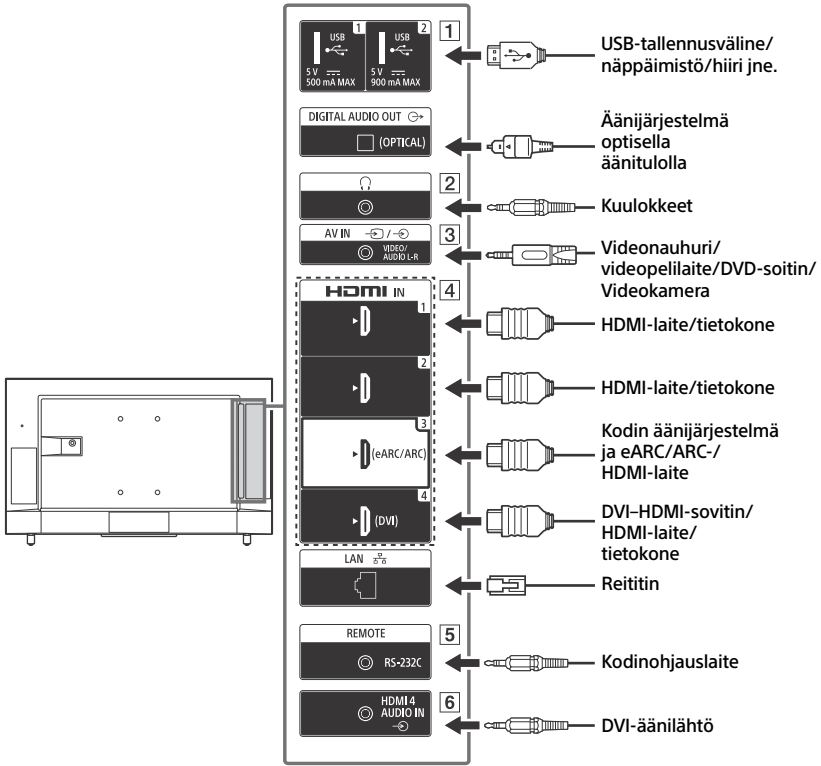 1
USB
2
USB
5 V
500 mA MAX
5 V
900 mA MAX
1
USB-tallennusväline/
näppäimistö/hiiri jne.
DIGITAL AUDIO OUT
(OPTICAL)
Äänijärjestelmä
optisella
äänitulolla
2
Kuulokkeet
AV IN
/
VIDEO/
AUDIO L-R
3
Videonauhuri/
videopelilaite/DVD-soitin/
Videokamera
HDMI IN
4
1
HDMI-laite/tietokone
2
HDMI-laite/tietokone
3
(eARC/ARC)
Kodin äänijärjestelmä
ja eARC/ARC-/
HDMI-laite
4
(DVI)
DVI–HDMI-sovitin/
HDMI-laite/
tietokone
LAN
Reititin
REMOTE
RS-232C
5
Kodinohjauslaite
HDMI 4
AUDIO IN
6
DVI-äänilähtö